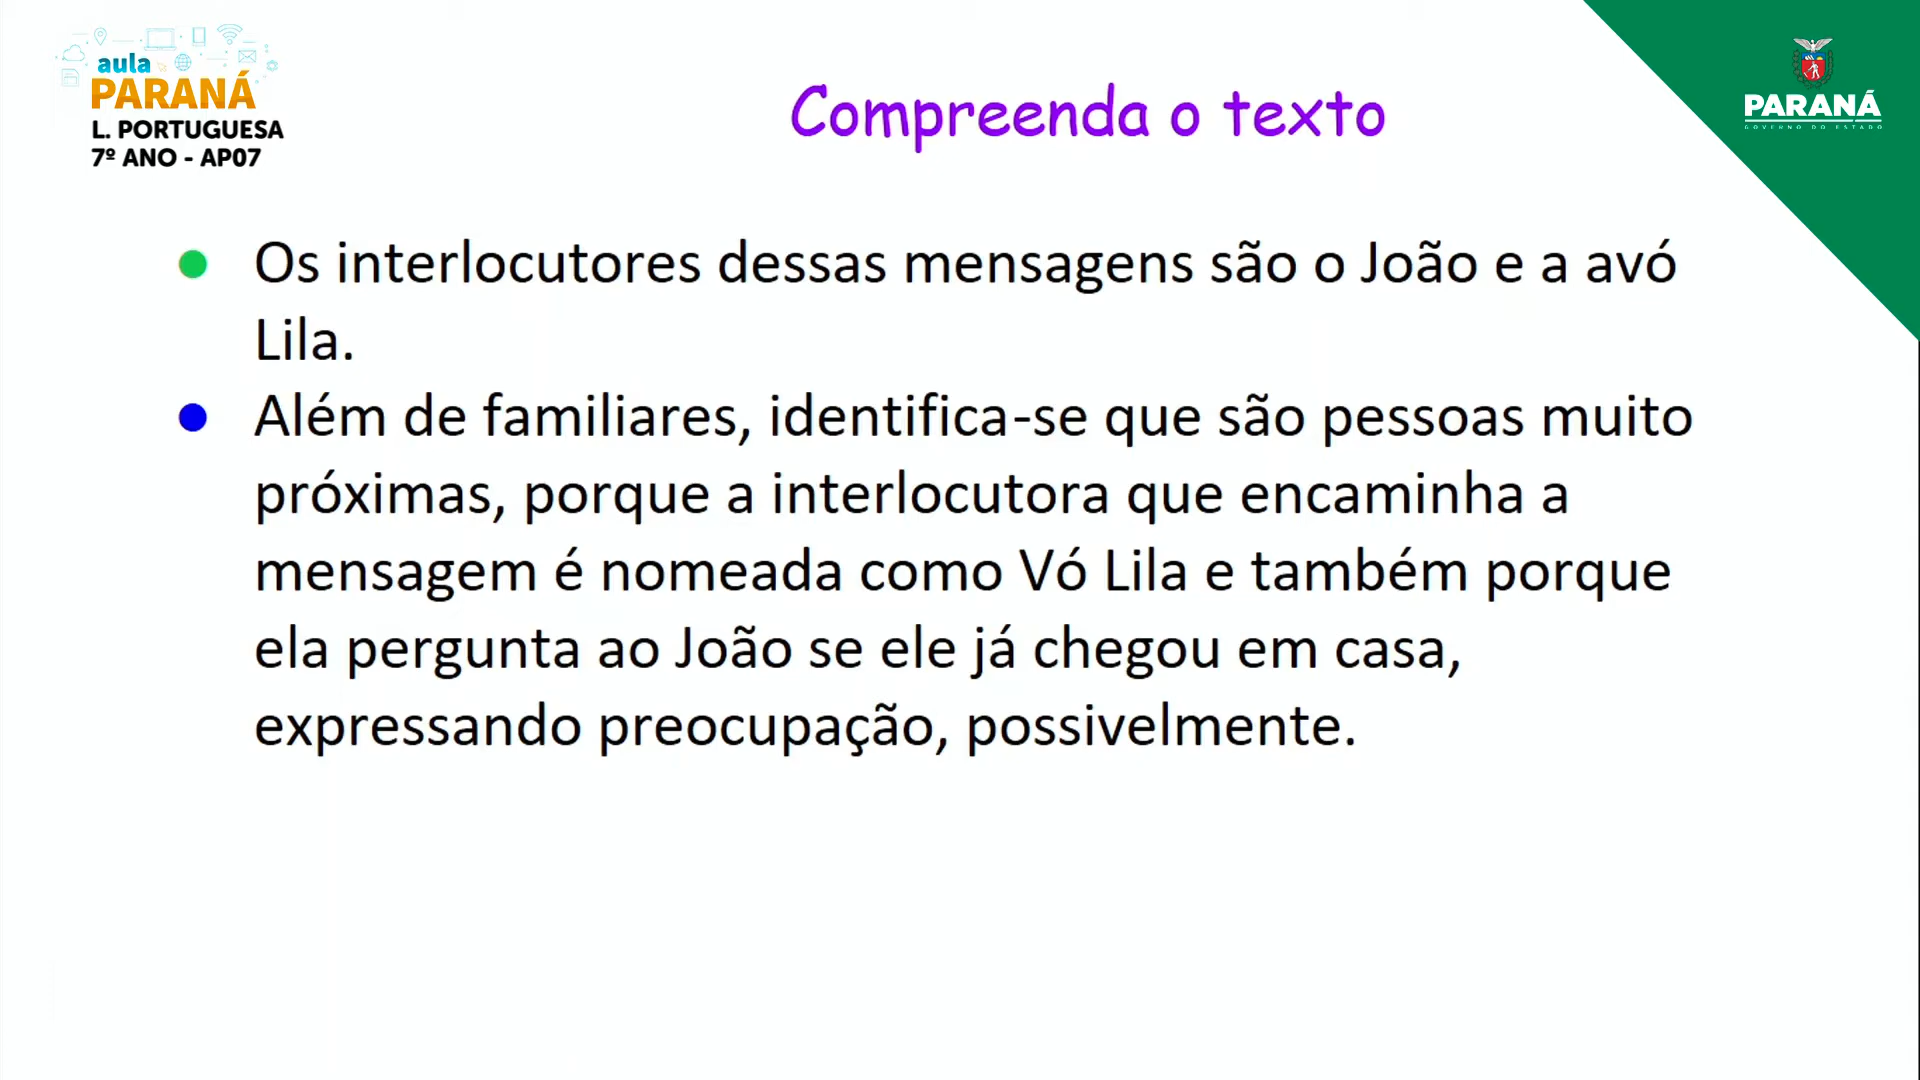 aula
PARANÁ
L. PORTUGUESA
7º ANO - AP07
Compreenda o texto
PARANÁ
GOVERNO DO ESTADO
Os interlocutores dessas mensagens são o João e a avó
Lila.
Além de familiares, identifica-se que são pessoas muito
próximas, porque a interlocutora que encaminha a
mensagem é nomeada como Vó Lila e também porque
ela pergunta ao João se ele já chegou em casa,
expressando preocupação, possivelmente.